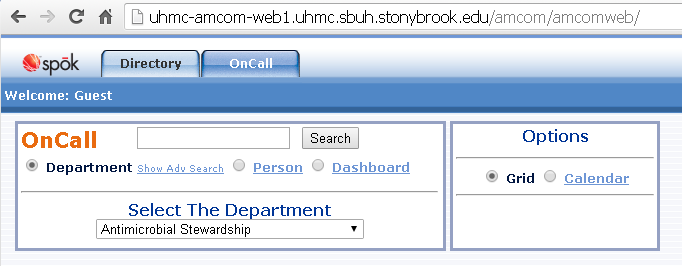 uhmc-amcom-web1.uhmc.sbuh.stonybrook.edu/amcom/amcomweb/
spōk Directory OnCall
Welcome: Guest
OnCall Search
Department Show Adv Search Person Dashboard
Select The Department
Antimicrobial Stewardship
Options
Grid Calendar